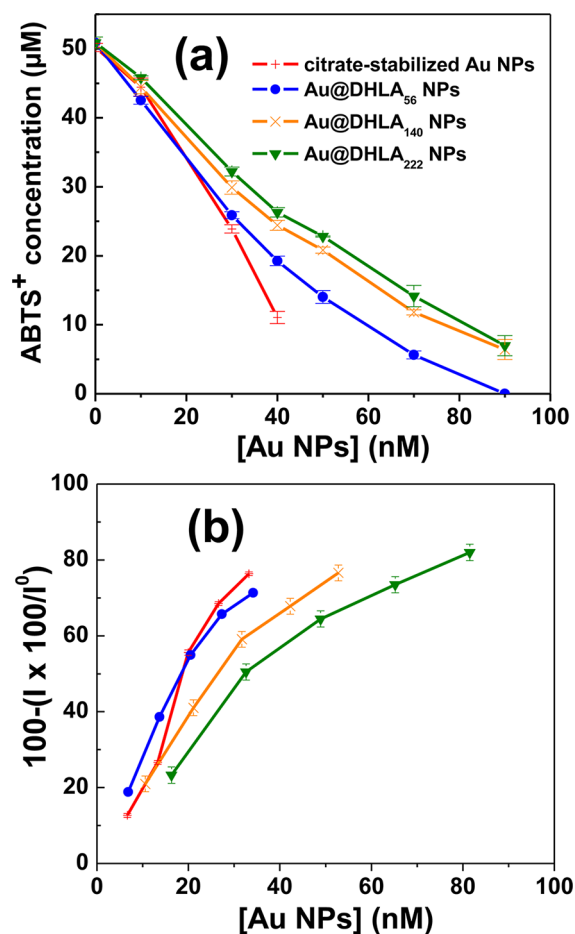 (a)
citrate-stabilized Au NPs
Au@DHLA₅₆ NPs
Au@DHLA₁₄₀ NPs
Au@DHLA₂₂₂ NPs
ABTS⁺ concentration (µM)
60
50
40
30
20
10
0
0 20 40 60 80 100
[Au NPs] (nM)
(b)
100-(I x 100/I⁰)
100
80
60
40
20
0
0 20 40 60 80 100
[Au NPs] (nM)